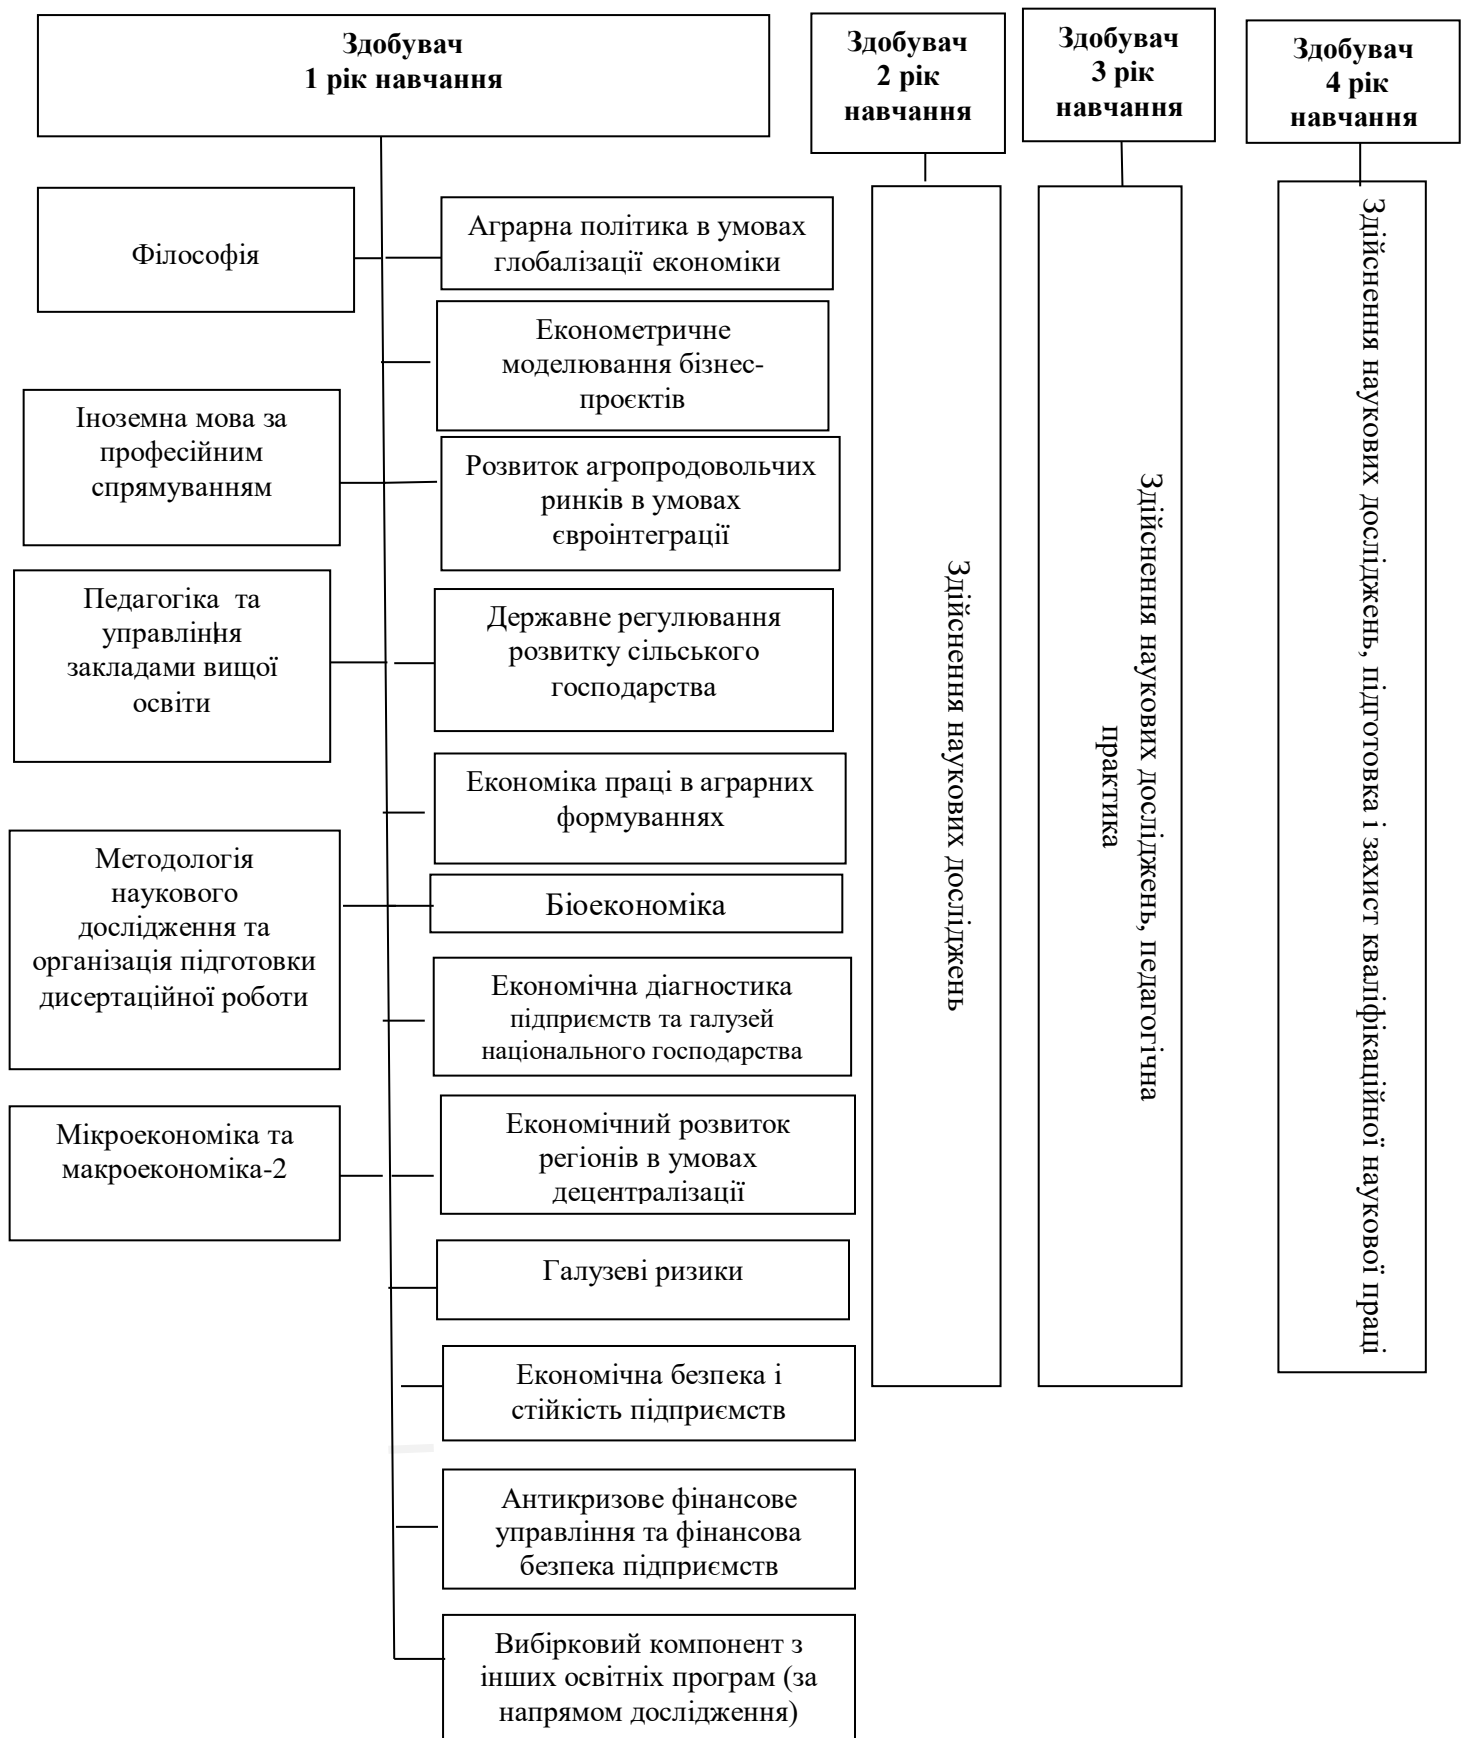 Здобувач
1 рік навчання
Здобувач
2 рік
навчання
Здобувач
3 рік
навчання
Здобувач
4 рік
навчання
Філософія
Іноземна мова за
професійним
спрямуванням
Педагогіка та
управління
закладами вищої
освіти
Методологія
наукового
дослідження та
організація підготовки
дисертаційної роботи
Мікроекономіка та
макроекономіка-2
Аграрна політика в умовах
глобалізації економіки
Економетричне
моделювання бізнес-
проєктів
Розвиток агропродовольчих
ринків в умовах
євроінтеграції
Державне регулювання
розвитку сільського
господарства
Економіка праці в аграрних
формуваннях
Біоекономіка
Економічна діагностика
підприємств та галузей
національного господарства
Економічний розвиток
регіонів в умовах
децентралізації
Галузеві ризики
Економічна безпека і
стійкість підприємств
Антикризове фінансове
управління та фінансова
безпека підприємств
Вибірковий компонент з
інших освітніх програм (за
напрямом дослідження)
Здійснення наукових досліджень
Здійснення наукових досліджень, педагогічна
практика
Здійснення наукових досліджень, підготовка і захист кваліфікаційної наукової праці